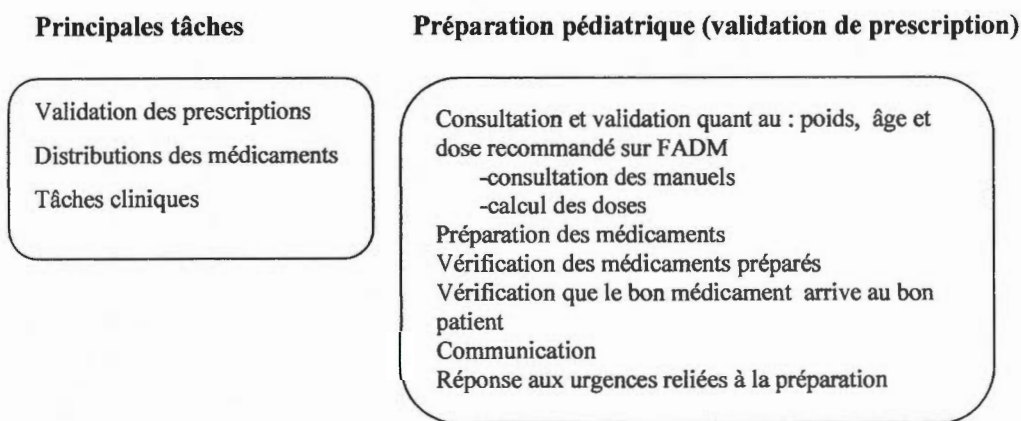 Principales tâches
Validation des prescriptions
Distributions des médicaments
Tâches cliniques
Préparation pédiatrique (validation de prescription)
Consultation et validation quant au : poids, âge et
dose recommandé sur FADM
-consultation des manuels
-calcul des doses
Préparation des médicaments
Vérification des médicaments préparés
Vérification que le bon médicament arrive au bon
patient
Communication
Réponse aux urgences reliées à la préparation